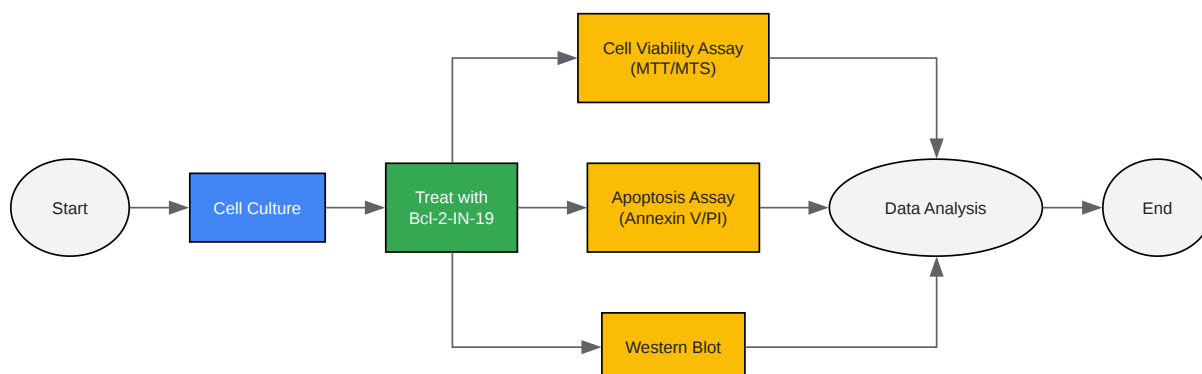 Start
Cell Culture
Treat with
Bcl-2-IN-19
Cell Viability Assay
(MTT/MTS)
Apoptosis Assay
(Annexin V/PI)
Western Blot
Data Analysis
End